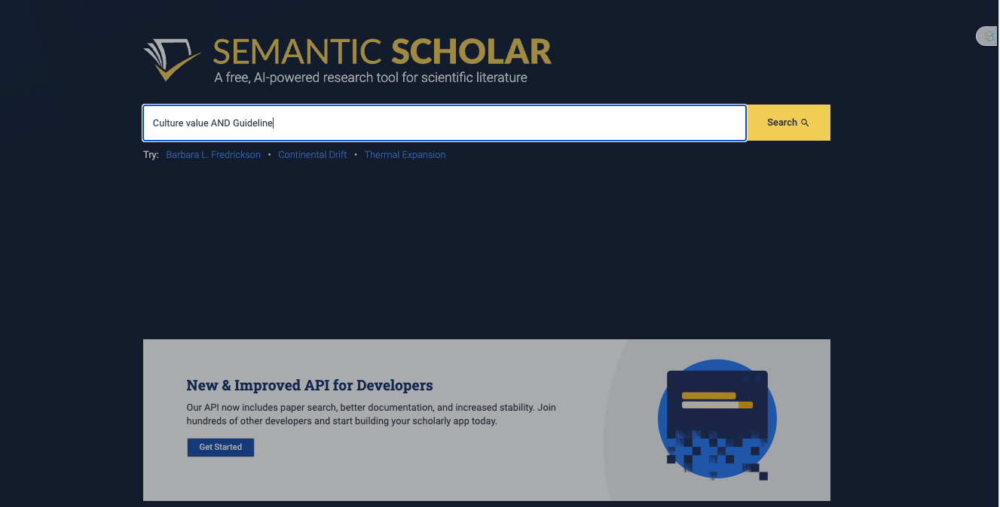 SEMANTIC SCHOLAR
A free, AI-powered research tool for scientific literature
Culture value AND Guideline
Search
Try: Barbara L. Fredrickson • Continental Drift • Thermal Expansion
New & Improved API for Developers
Our API now includes paper search, better documentation, and increased stability. Join
hundreds of other developers and start building your scholarly app today.
Get Started